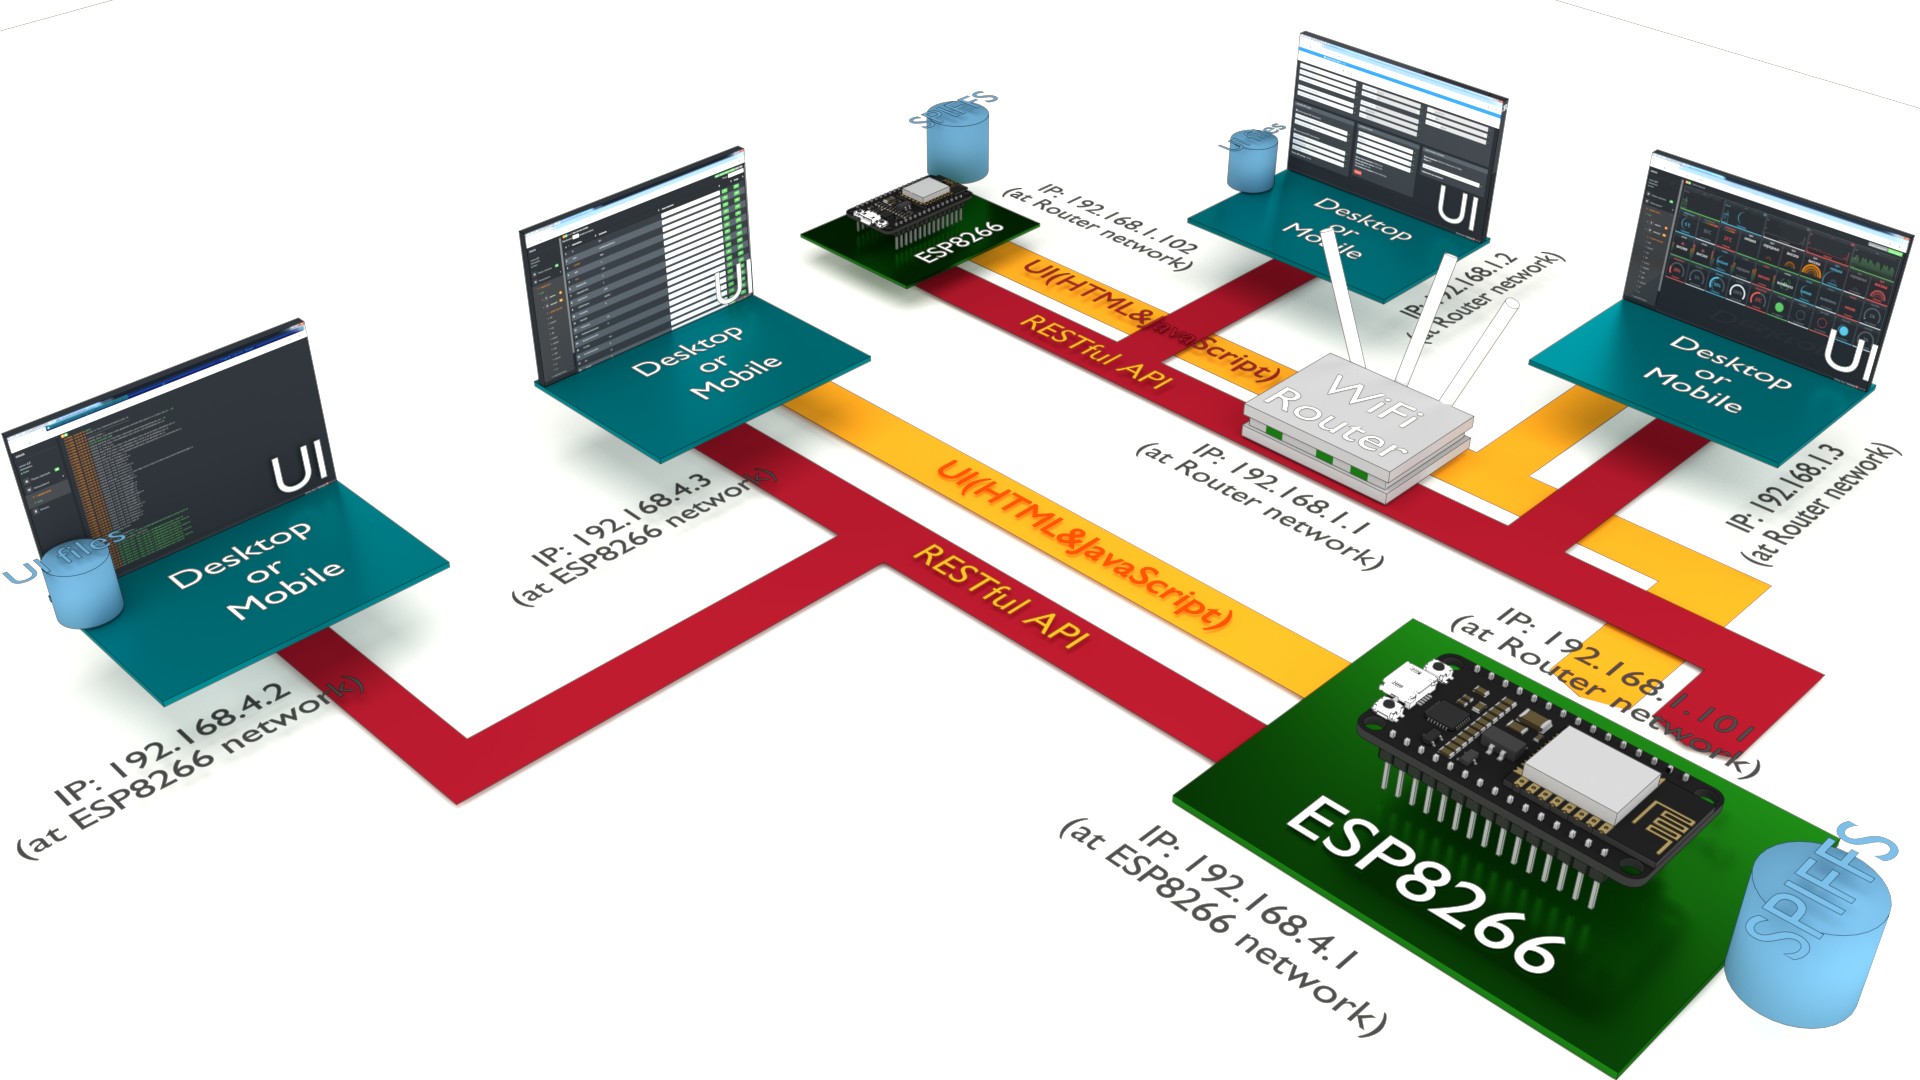 SPIFFS
UI files
UI
Desktop
or
Mobile
IP: 192.168.1.2
(at Router network)
ESP8266
IP: 192.168.1.102
(at Router network)
UI(HTML&JavaScript)
RESTful API
WiFi
Router
IP: 192.168.1.1
(at Router network)
UI
Desktop
or
Mobile
IP: 192.168.1.3
(at Router network)
UI
Desktop
or
Mobile
IP: 192.168.4.3
(at ESP8266 network)
UI(HTML&JavaScript)
RESTful API
UI files
UI
Desktop
or
Mobile
IP: 192.168.4.2
(at ESP8266 network)
IP: 192.168.1.101
(at Router network)
ESP8266
IP: 192.168.4.1
(at ESP8266 network)
SPIFFS